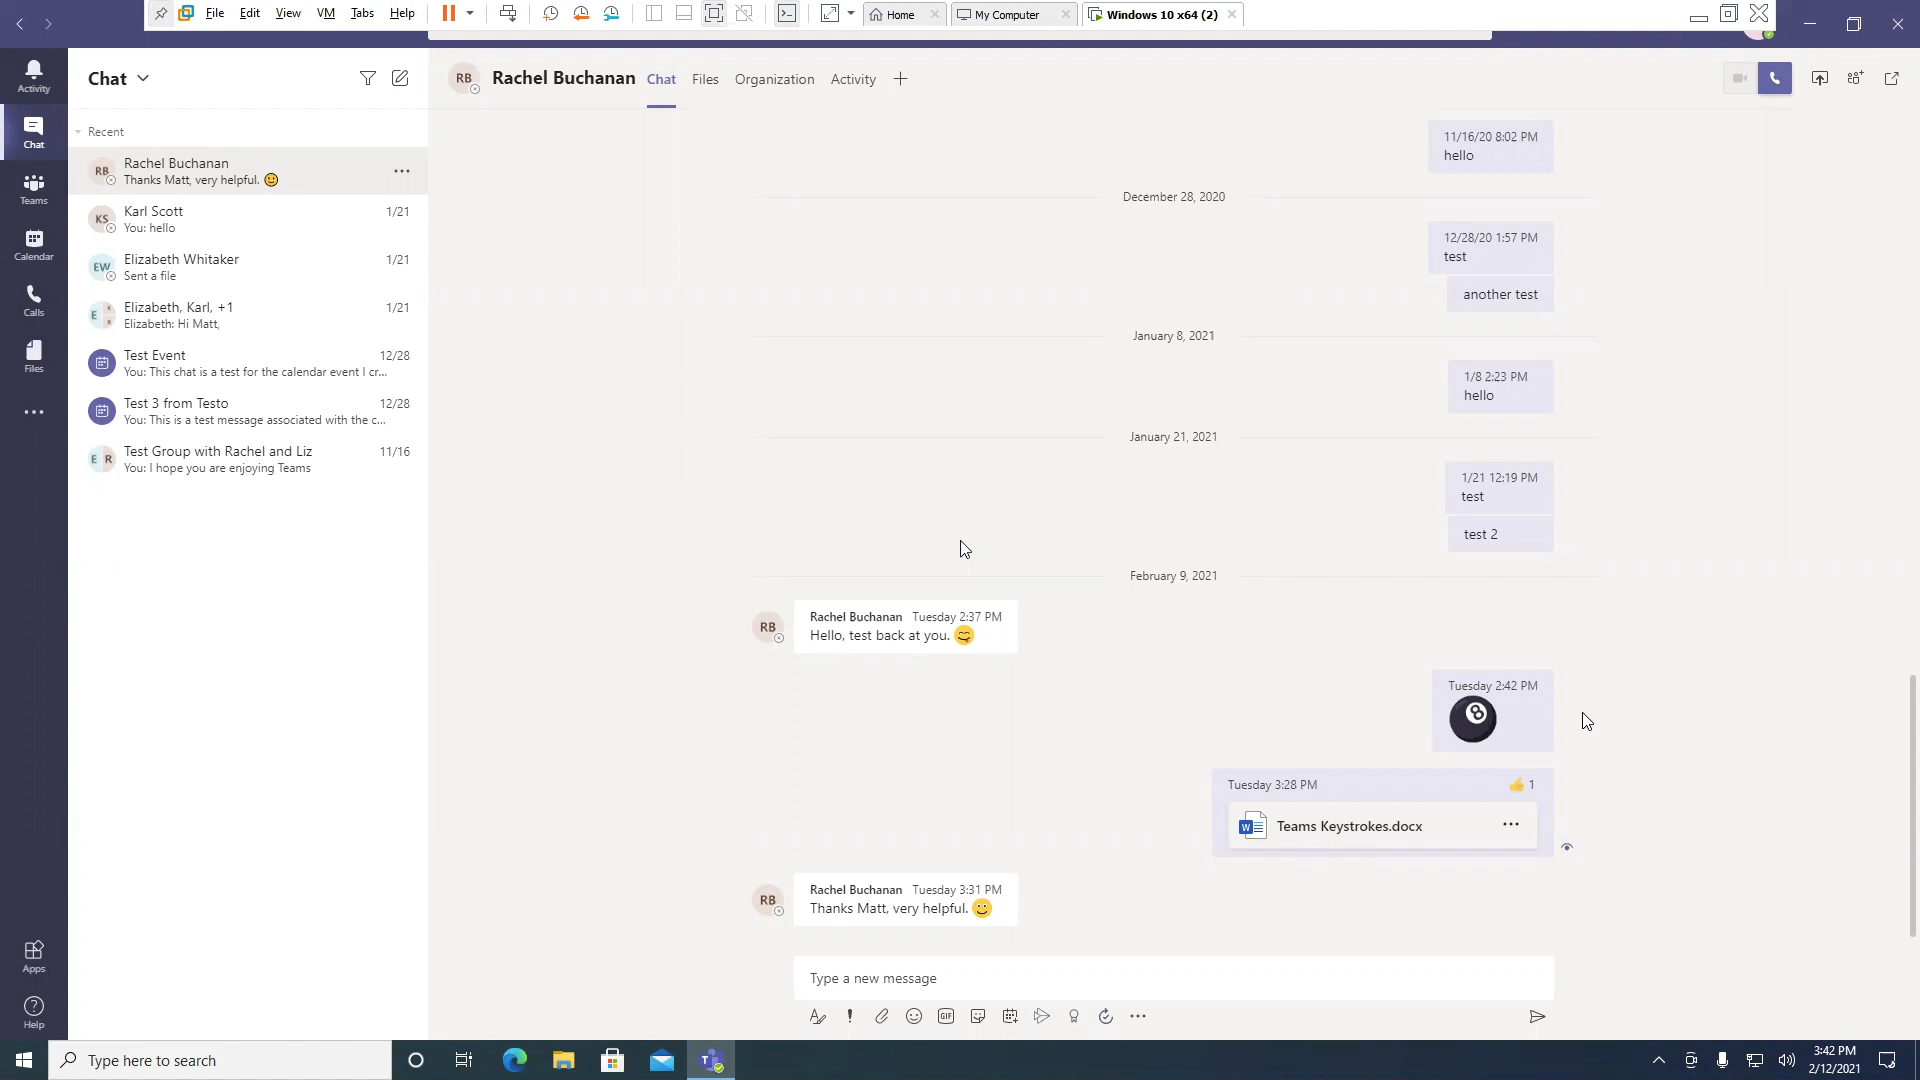 File Edit View VM Tabs Help
Home
My Computer
Windows 10 x64 (2)
Activity
Chat
Teams
Calendar
Calls
Files
Apps
Help
Chat
Recent
RB
Rachel Buchanan
Thanks Matt, very helpful.
KS
Karl Scott 1/21
You: hello
EW
Elizabeth Whitaker 1/21
Sent a file
E
Elizabeth, Karl, +1 1/21
Elizabeth: Hi Matt,
Test Event 12/28
You: This chat is a test for the calendar event I cr...
Test 3 from Testo 12/28
You: This is a test message associated with the c...
E R
Test Group with Rachel and Liz 11/16
You: I hope you are enjoying Teams
RB Rachel Buchanan Chat Files Organization Activity
11/16/20 8:02 PM
hello
December 28, 2020
12/28/20 1:57 PM
test
another test
January 8, 2021
1/8 2:23 PM
hello
January 21, 2021
1/21 12:19 PM
test
test 2
February 9, 2021
RB
Rachel Buchanan Tuesday 2:37 PM
Hello, test back at you.
Tuesday 2:42 PM
8
Tuesday 3:28 PM 1
W Teams Keystrokes.docx
RB
Rachel Buchanan Tuesday 3:31 PM
Thanks Matt, very helpful.
Type a new message
GIF
Type here to search
T
3:42 PM
2/12/2021